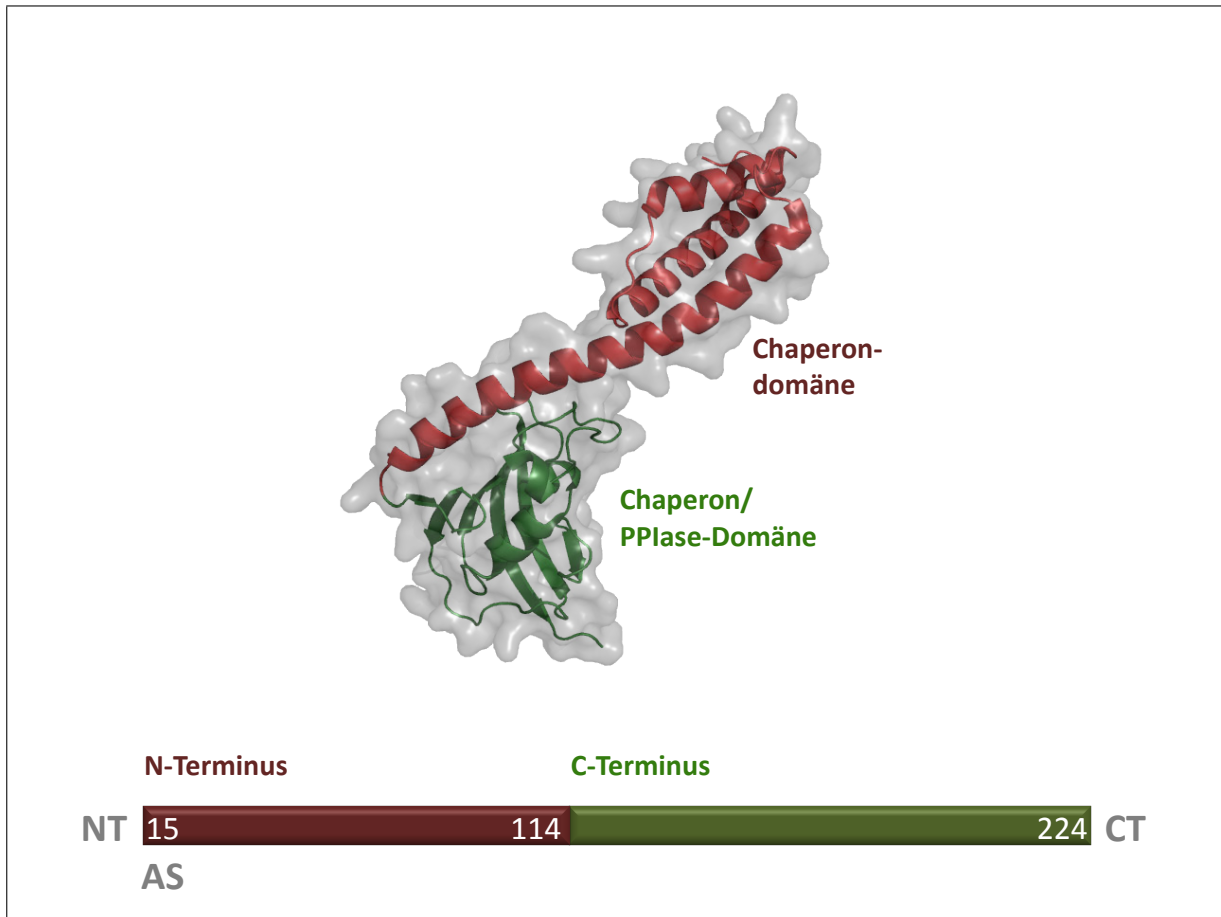 Chaperon-
domäne
Chaperon/
PPIase-Domäne
N-Terminus C-Terminus
NT 15 114 224 CT
AS